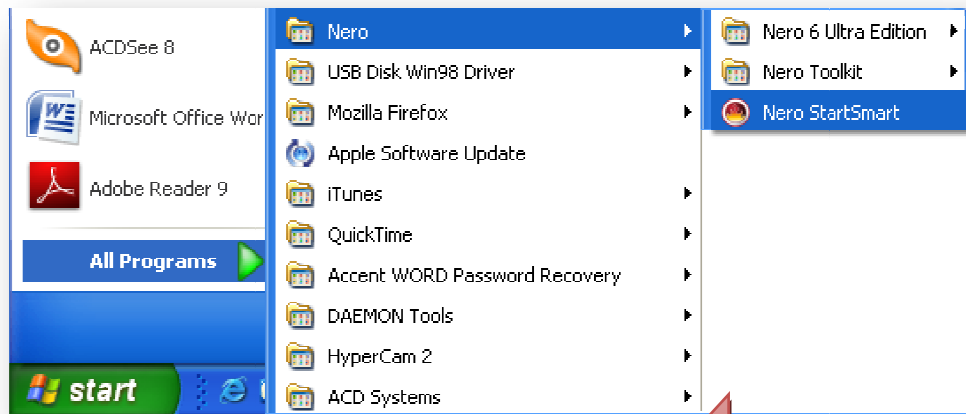 ACDSee 8
Microsoft Office Wor
Adobe Reader 9
All Programs
start
Nero
USB Disk Win98 Driver
Mozilla Firefox
Apple Software Update
iTunes
QuickTime
Accent WORD Password Recovery
DAEMON Tools
HyperCam 2
ACD Systems
Nero 6 Ultra Edition
Nero Toolkit
Nero StartSmart